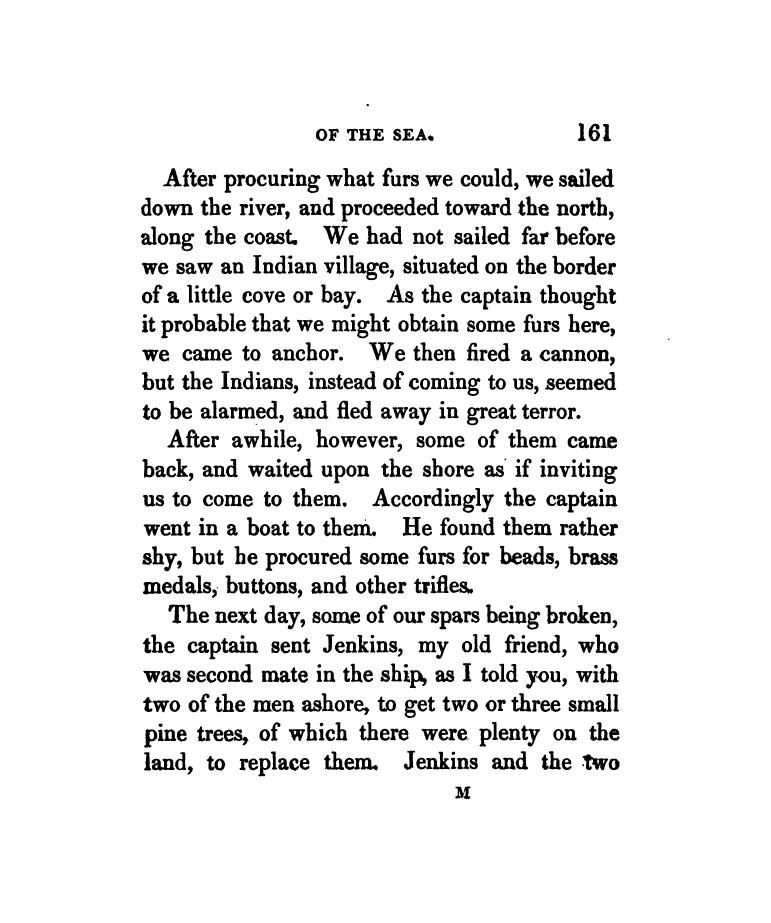 OF THE SEA. 161
After procuring what furs we could, we sailed
down the river, and proceeded toward the north,
along the coast. We had not sailed far before
we saw an Indian village, situated on the border
of a little cove or bay. As the captain thought
it probable that we might obtain some furs here,
we came to anchor. We then fired a cannon,
but the Indians, instead of coming to us, seemed
to be alarmed, and fled away in great terror.
After awhile, however, some of them came
back, and waited upon the shore as if inviting
us to come to them. Accordingly the captain
went in a boat to them. He found them rather
shy, but he procured some furs for beads, brass
medals, buttons, and other trifles.
The next day, some of our spars being broken,
the captain sent Jenkins, my old friend, who
was second mate in the ship, as I told you, with
two of the men ashore, to get two or three small
pine trees, of which there were plenty on the
land, to replace them. Jenkins and the two
M